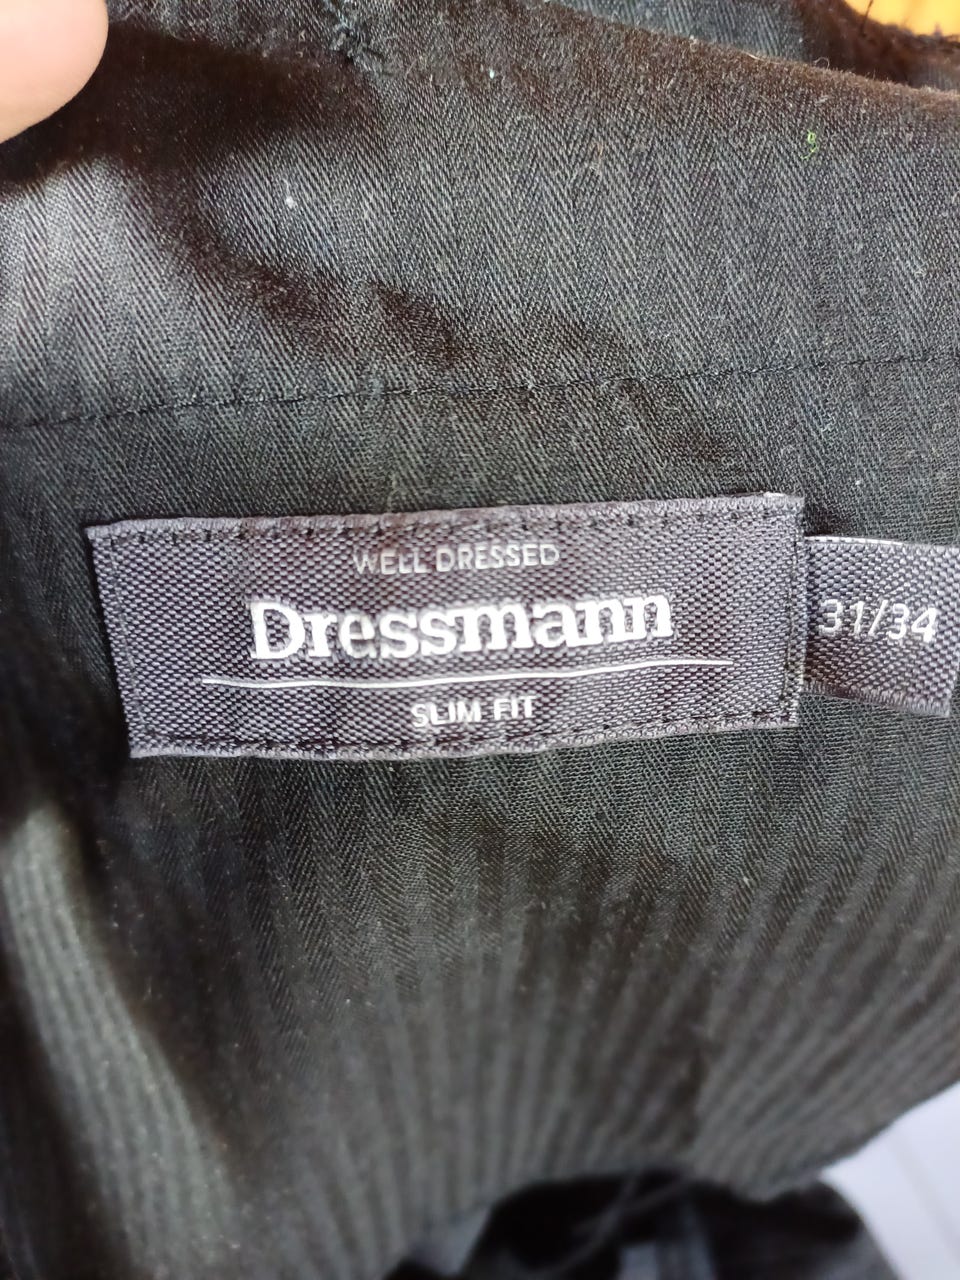 WELL DRESSED
Dressmann
SLIM FIT
31/34